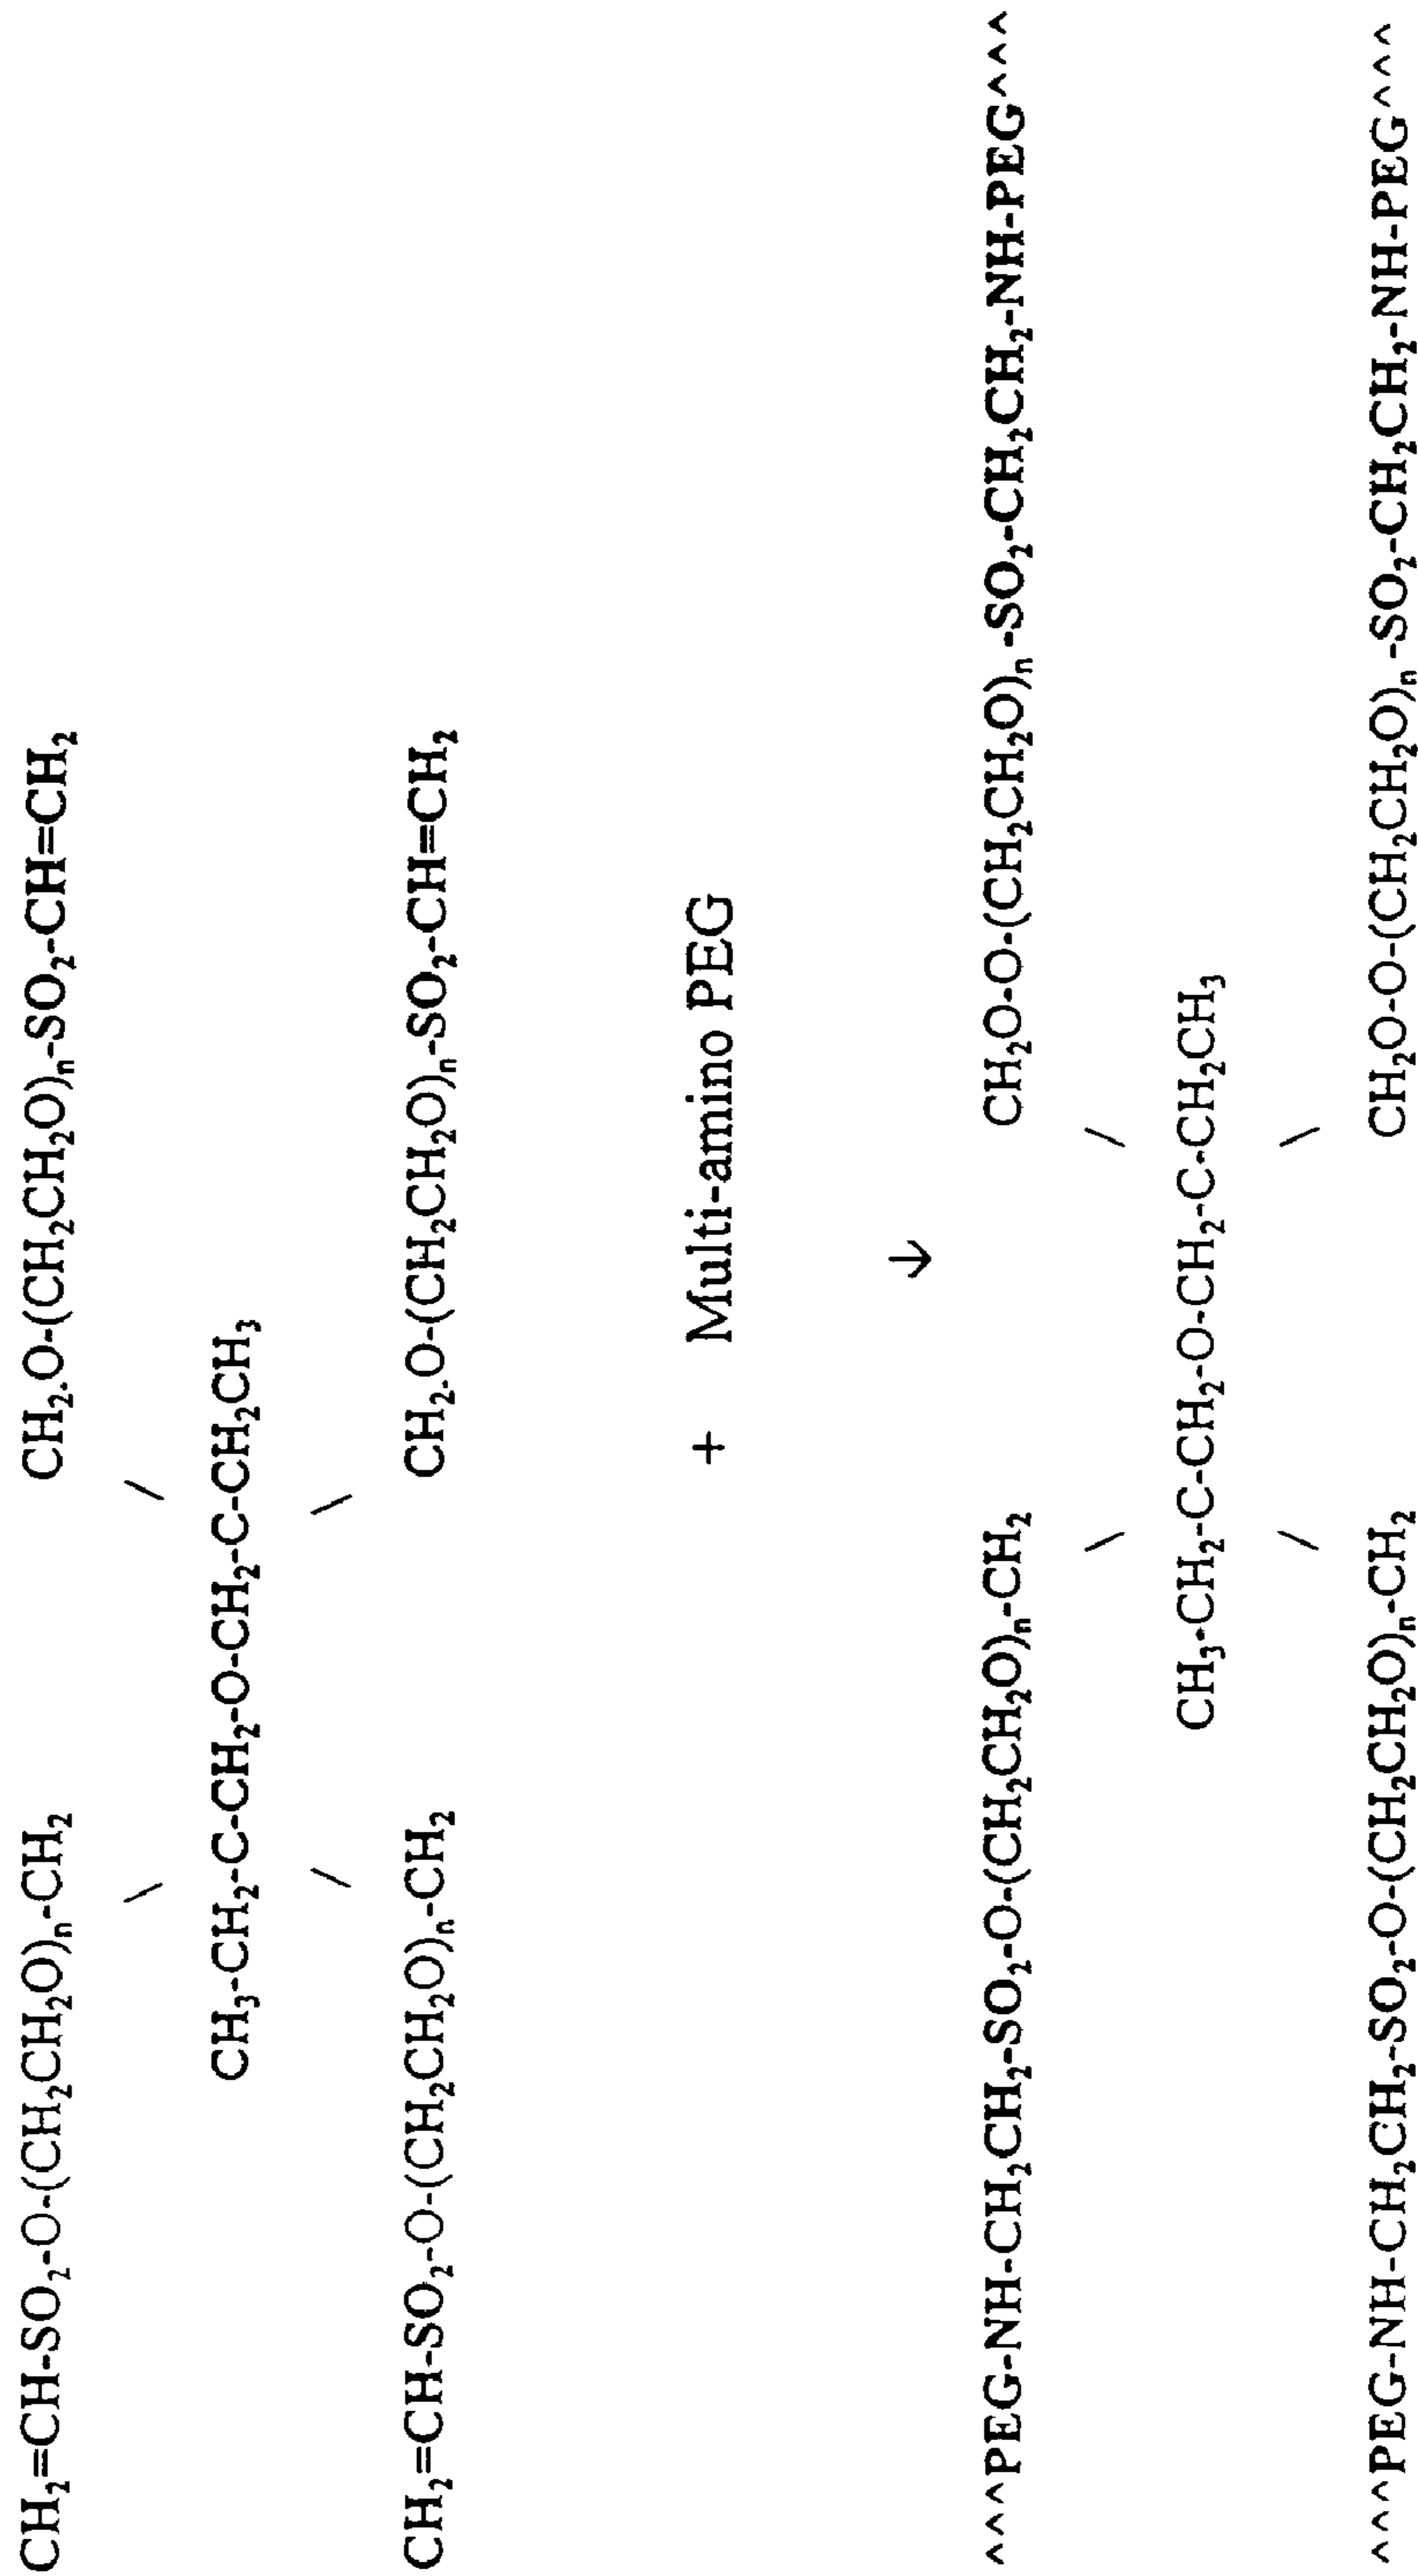 CH₂=CH-SO₂-O-(CH₂CH₂O)ₙ-CH₂ CH₂.O-(CH₂CH₂O)ₙ-SO₂-CH=CH₂
\ /
CH₃-CH₂-C-CH₂-O-CH₂-C-CH₂CH₃
/ \
CH₂=CH-SO₂-O-(CH₂CH₂O)ₙ-CH₂ CH₂.O-(CH₂CH₂O)ₙ-SO₂-CH=CH₂
+ Multi-amino PEG
↓
^^^PEG-NH-CH₂CH₂-SO₂-O-(CH₂CH₂O)ₙ-CH₂ CH₂O-O-(CH₂CH₂O)ₙ-SO₂-CH₂CH₂-NH-PEG^^^
\ /
CH₃-CH₂-C-CH₂-O-CH₂-C-CH₂CH₃
/ \
^^^PEG-NH-CH₂CH₂-SO₂-O-(CH₂CH₂O)ₙ-CH₂ CH₂O-O-(CH₂CH₂O)ₙ-SO₂-CH₂CH₂-NH-PEG^^^